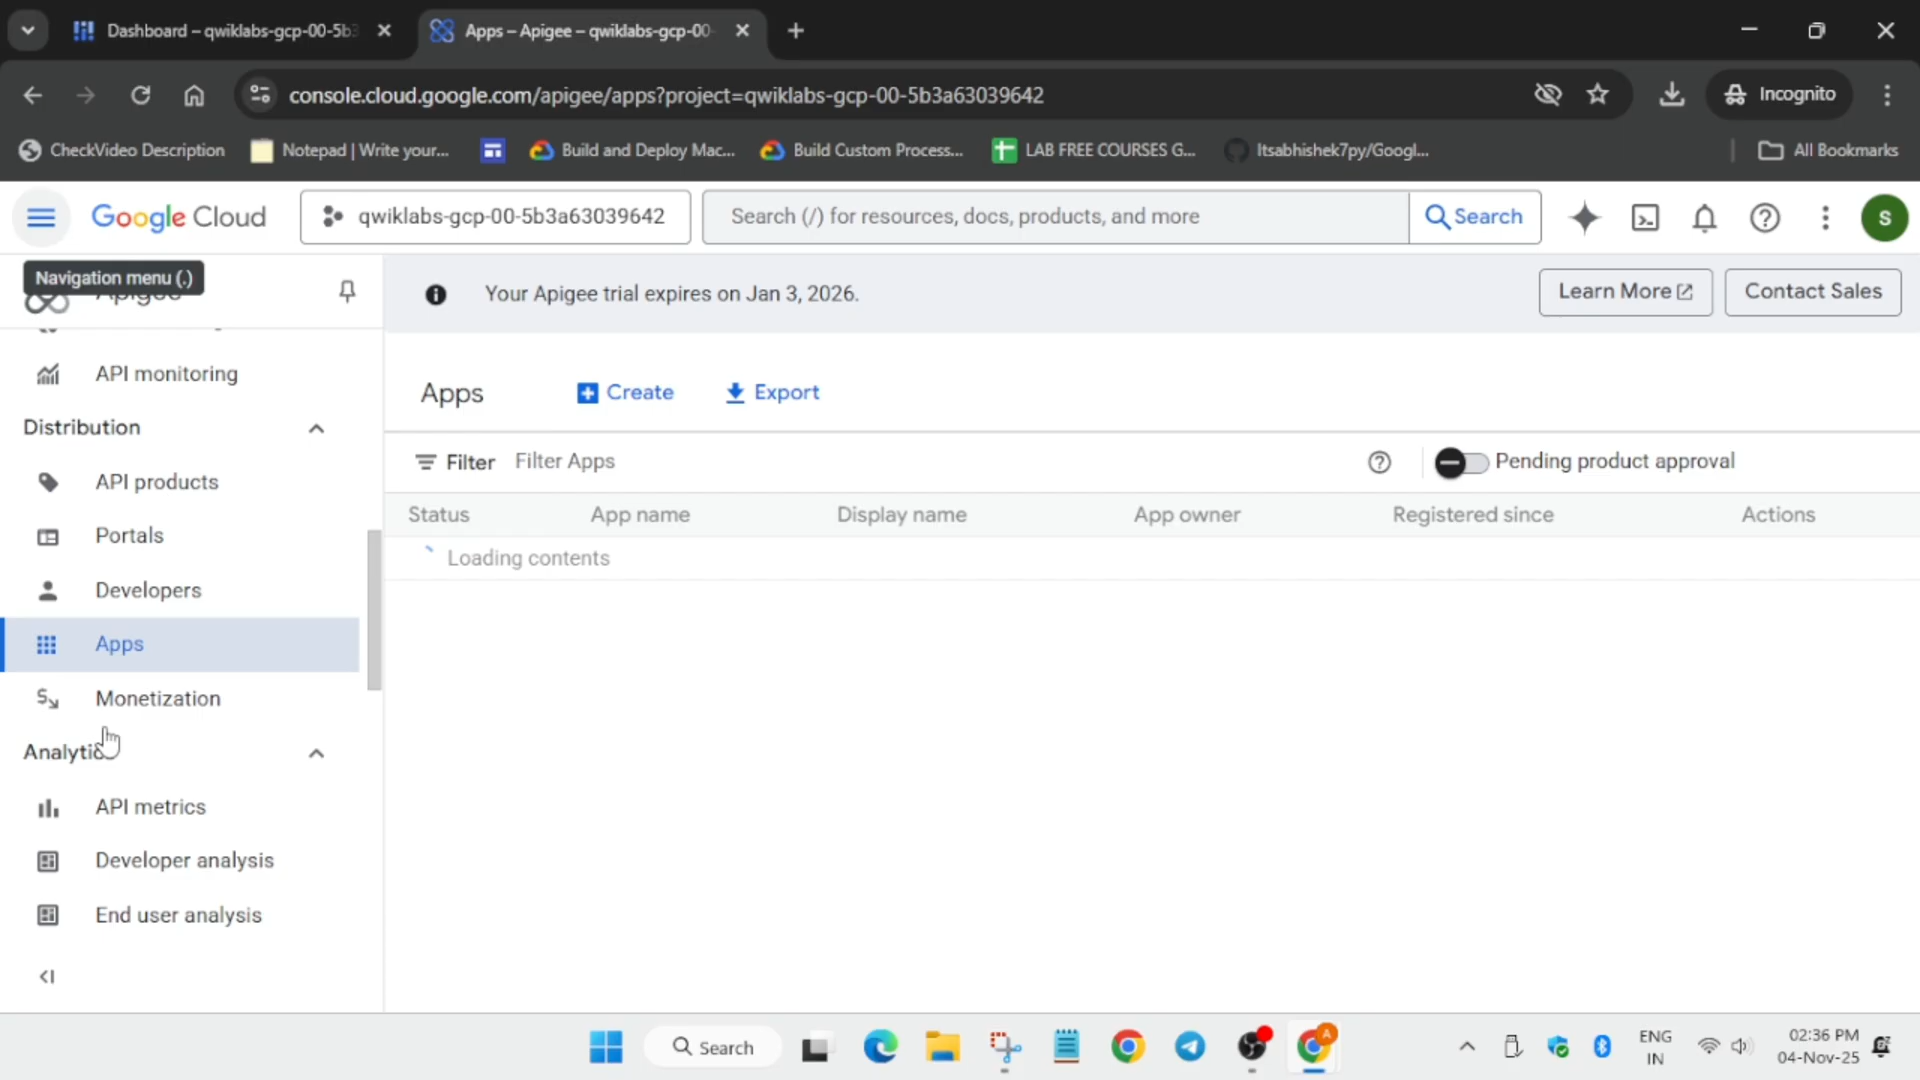 Dashboard – qwiklabs-gcp-00-5b3
Apps – Apigee – qwiklabs-gcp-00-
console.cloud.google.com/apigee/apps?project=qwiklabs-gcp-00-5b3a63039642
Incognito
CheckVideo Description
Notepad | Write your...
Build and Deploy Mac...
Build Custom Process...
LAB FREE COURSES G...
Itsabhishek7py/Googl...
All Bookmarks
Google Cloud
qwiklabs-gcp-00-5b3a63039642
Search (/) for resources, docs, products, and more
Search
S
Navigation menu (.)
Apigee
Your Apigee trial expires on Jan 3, 2026.
Learn More
Contact Sales
API monitoring
Distribution
API products
Portals
Developers
Apps
Monetization
Analytic
API metrics
Developer analysis
End user analysis
Apps
Create
Export
Filter
Filter Apps
Pending product approval
Status
App name
Display name
App owner
Registered since
Actions
Loading contents
Search
A
ENG
IN
02:36 PM
04-Nov-25